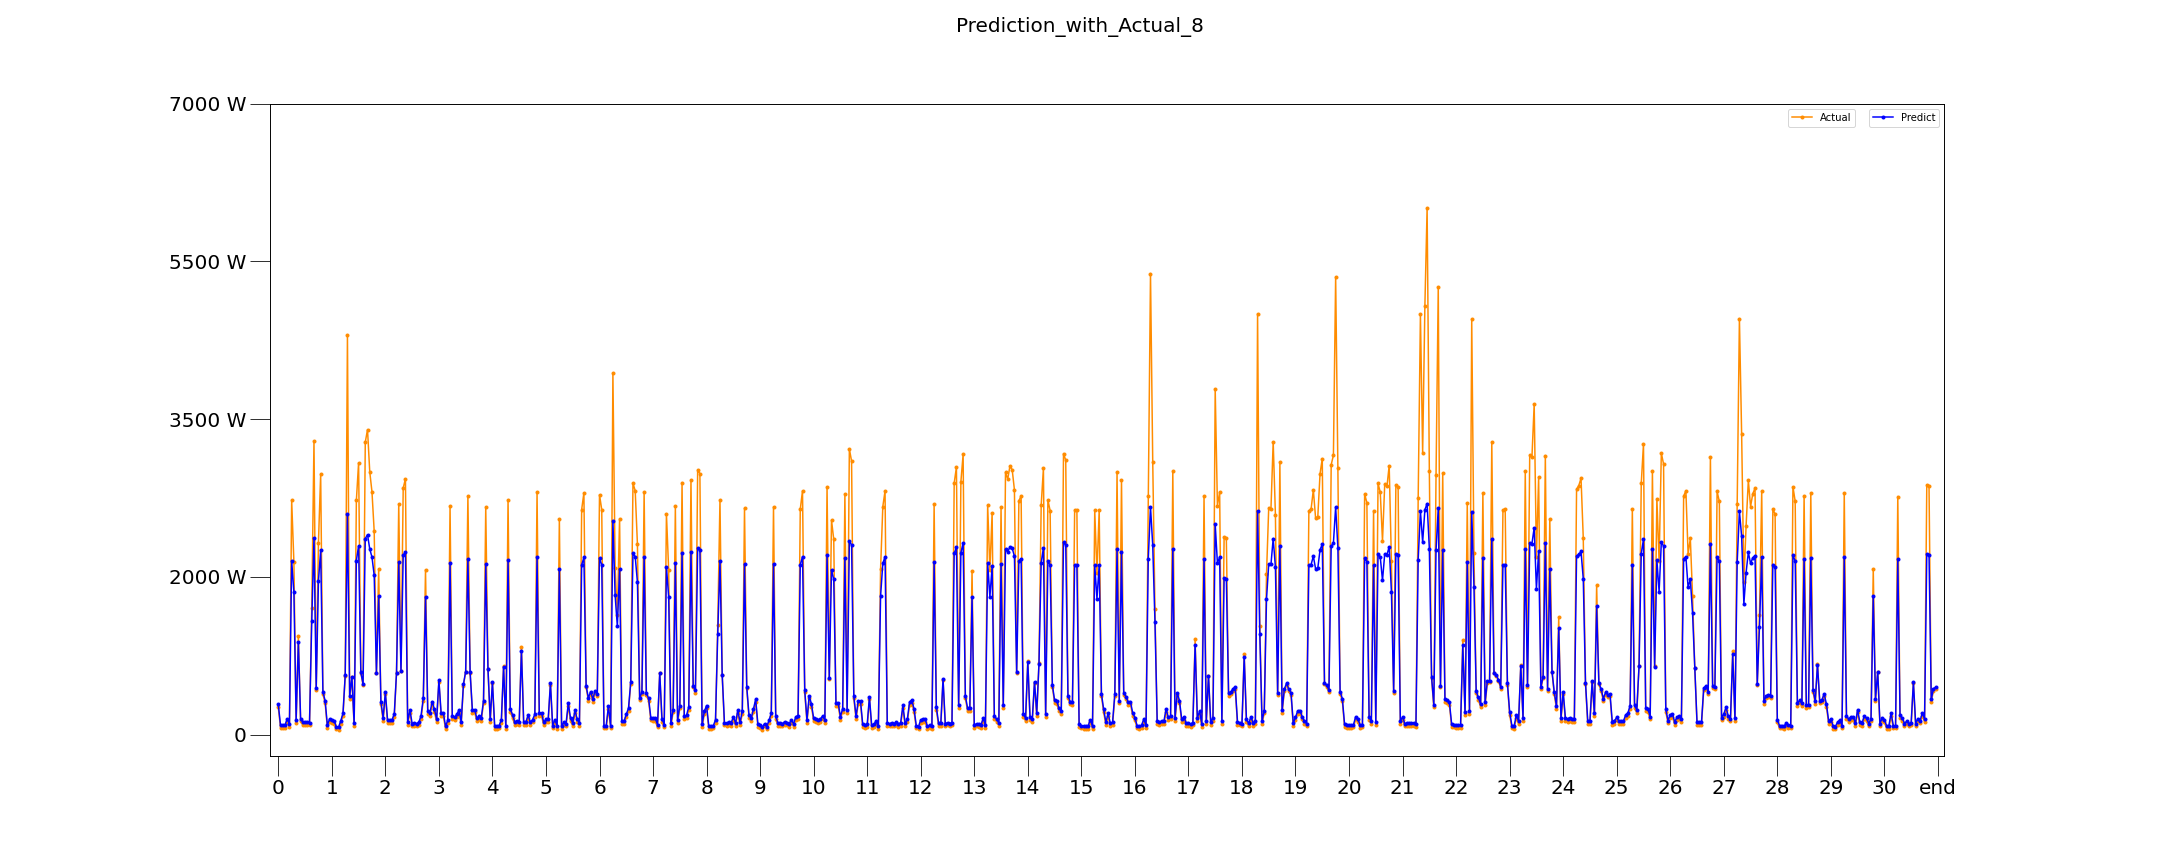 Prediction_with_Actual_8
7000 W
Actual Predict
5500 W
3500 W
2000 W
0
0 1 2 3 4 5 6 7 8 9 10 11 12 13 14 15 16 17 18 19 20 21 22 23 24 25 26 27 28 29 30 end